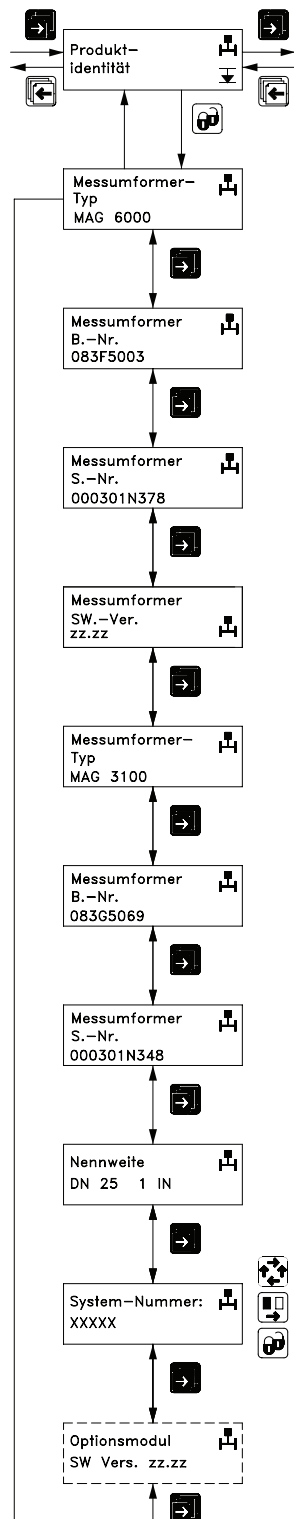 Produkt-
identität
Messumformer-
Typ
MAG 6000
Messumformer
B.-Nr.
083F5003
Messumformer
S.-Nr.
000301N378
Messumformer
SW.-Ver.
zz.zz
Messumformer-
Typ
MAG 3100
Messumformer
B.-Nr.
083G5069
Messumformer
S.-Nr.
000301N348
Nennweite
DN 25 1 IN
System-Nummer:
XXXXX
Optionsmodul
SW Vers. zz.zz